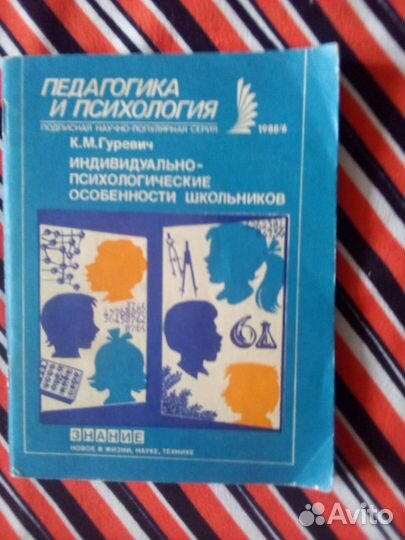 ПЕДАГОГИКА
И ПСИХОЛОГИЯ
ПОДПИСНАЯ НАУЧНО-ПОПУЛЯРНАЯ СЕРИЯ
1988/6
К.М.Гуревич
ИНДИВИДУАЛЬНО-
ПСИХОЛОГИЧЕСКИЕ
ОСОБЕННОСТИ ШКОЛЬНИКОВ
6Д
ЗНАНИЕ
НОВОЕ В ЖИЗНИ, НАУКЕ, ТЕХНИКЕ
Avito